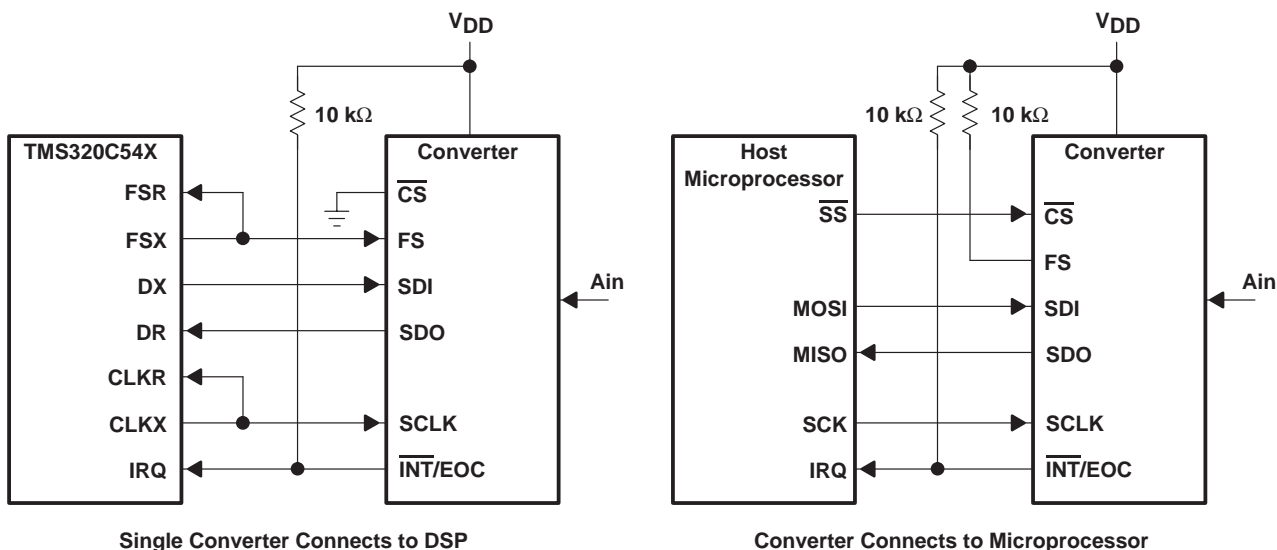 VDD
10 kΩ
TMS320C54X
Converter
FSR
CS
FSX
FS
DX
SDI
Ain
DR
SDO
CLKR
CLKX
SCLK
IRQ
INT/EOC
Single Converter Connects to DSP
VDD
10 kΩ
10 kΩ
Host
Microprocessor
Converter
SS
CS
FS
Ain
MOSI
SDI
MISO
SDO
SCK
SCLK
IRQ
INT/EOC
Converter Connects to Microprocessor